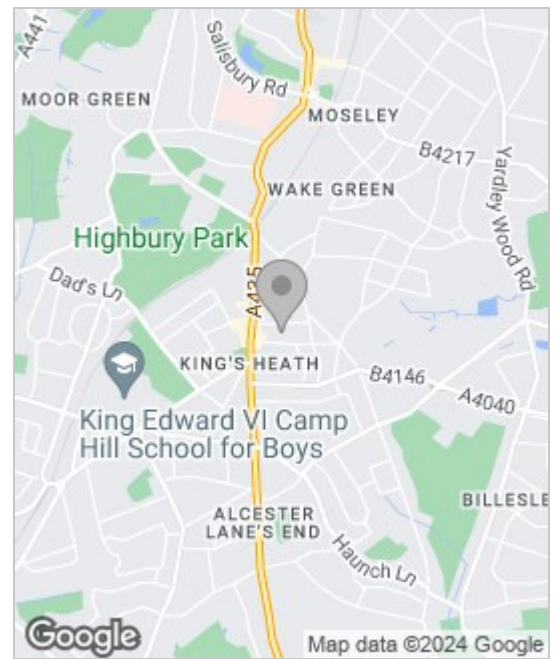 A441
Salisbury Rd
MOOR GREEN
MOSELEY
B4217
Yardley Wood Rd
WAKE GREEN
Highbury Park
Dad's Ln
A435
KING'S HEATH
B4146
A4040
King Edward VI Camp
Hill School for Boys
BILLESLE
ALCESTER
LANE'S END
Haunch Ln
Google
Map data ©2024 Google